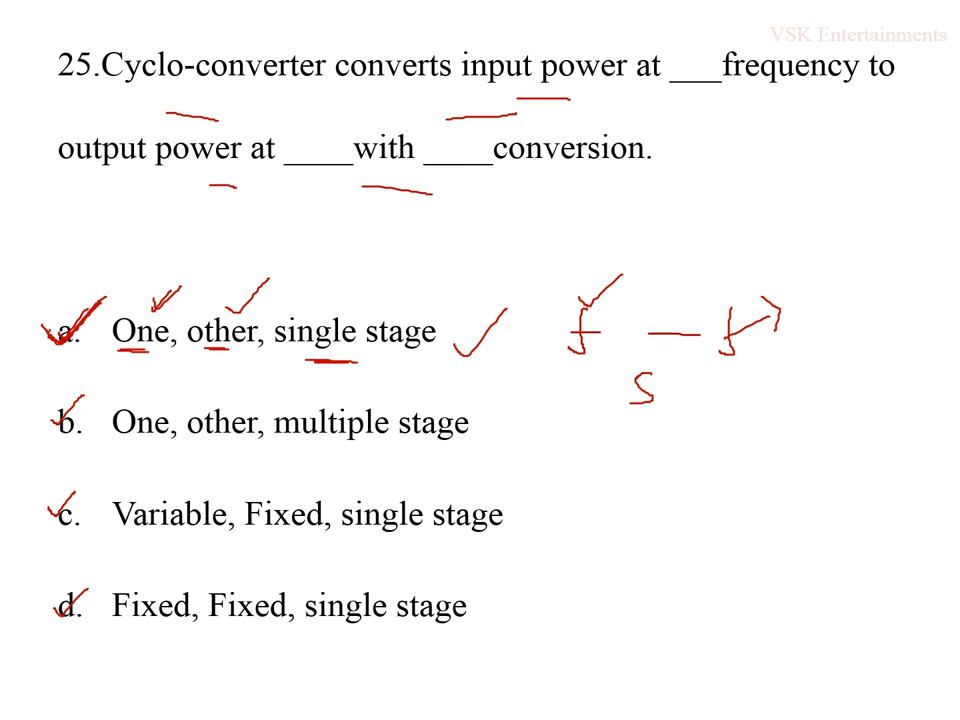 VSK Entertainments
25.Cyclo-converter converts input power at ___frequency to
output power at ____with ____conversion.
a. One, other, single stage
f — f
S
b. One, other, multiple stage
c. Variable, Fixed, single stage
d. Fixed, Fixed, single stage